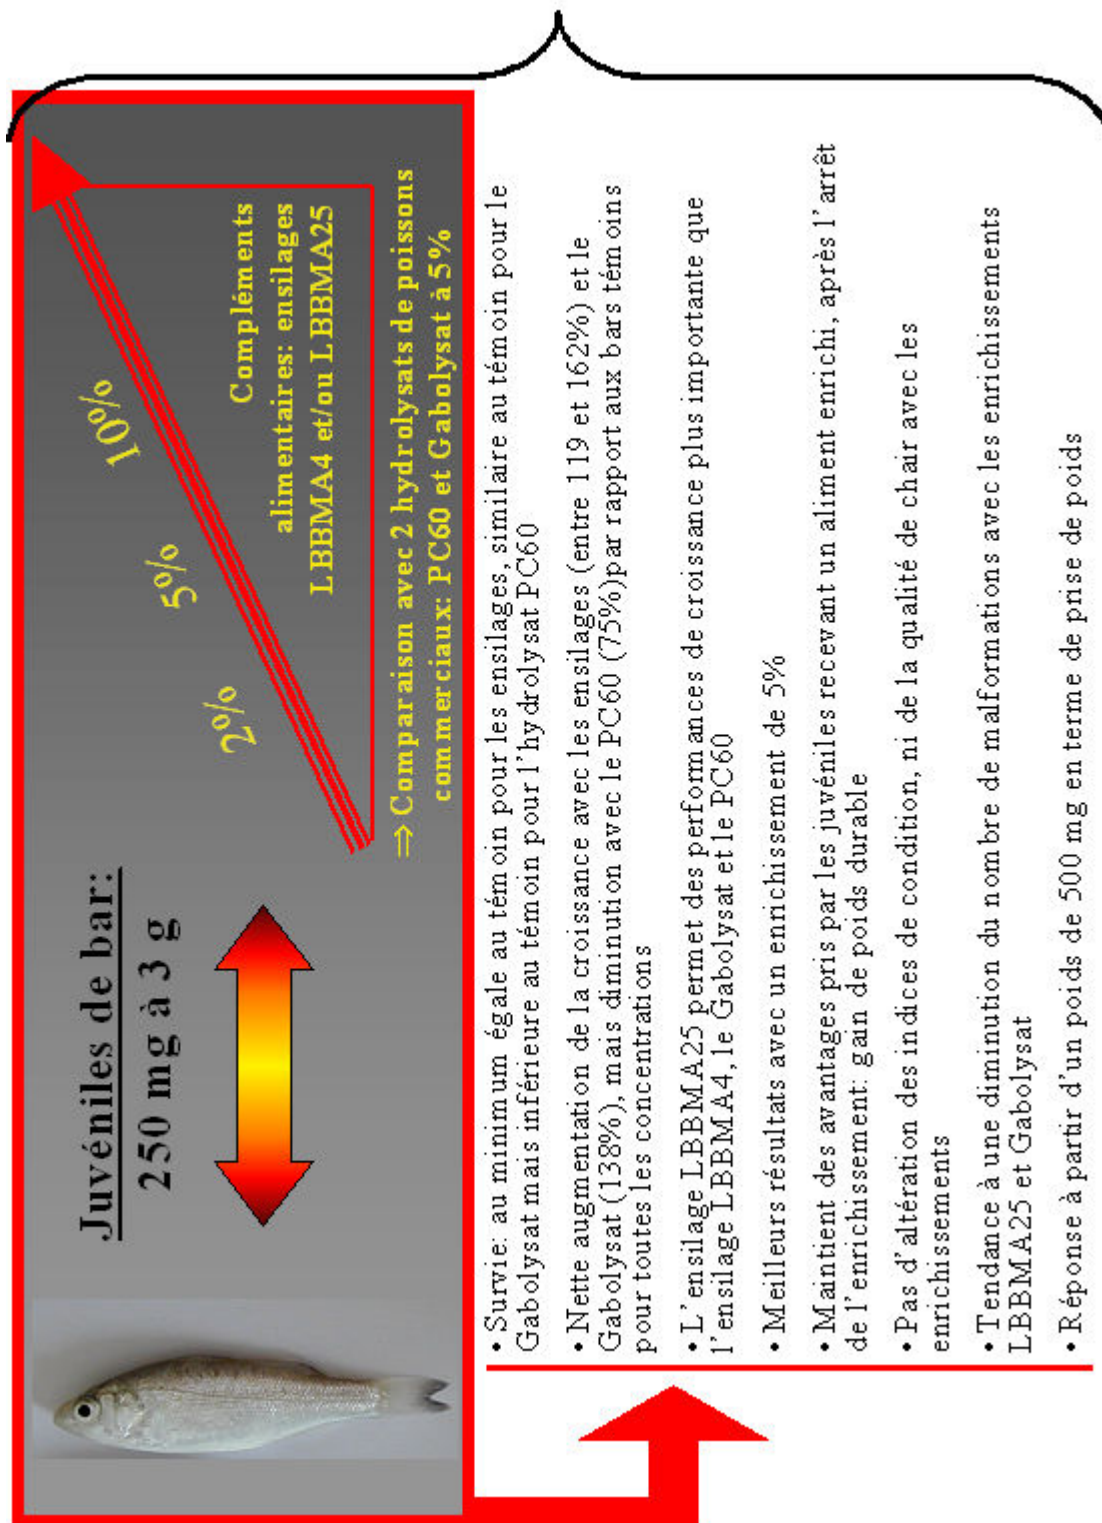 Juvéniles de bar:
250 mg à 3 g
2%
5%
10%
Compléments
alimentaires: ensilages
LBBMA4 et/ou LBBMA25
⇒ Comparaison avec 2 hydrolysats de poissons
commerciaux: PC60 et Gabolysat à 5%
• Survie: au minimum égale au témoin pour les ensilages, similaire au témoin pour le
Gabolysat mais inférieure au témoin pour l'hydrolysat PC60
• Nette augmentation de la croissance avec les ensilages (entre 119 et 162%) et le
Gabolysat (138%), mais diminution avec le PC60 (75%)par rapport aux bars témoins
pour toutes les concentrations
• L'ensilage LBBMA25 permet des performances de croissance plus importante que
l'ensilage LBBMA4, le Gabolysat et le PC60
• Meilleurs résultats avec un enrichissement de 5%
• Maintient des avantages pris par les juvéniles recevant un aliment enrichi, après l'arrêt
de l'enrichissement: gain de poids durable
• Pas d'altération des indices de condition, ni de la qualité de chair avec les
enrichissements
• Tendance à une diminution du nombre de malformations avec les enrichissements
LBBMA25 et Gabolysat
• Réponse à partir d'un poids de 500 mg en terme de prise de poids